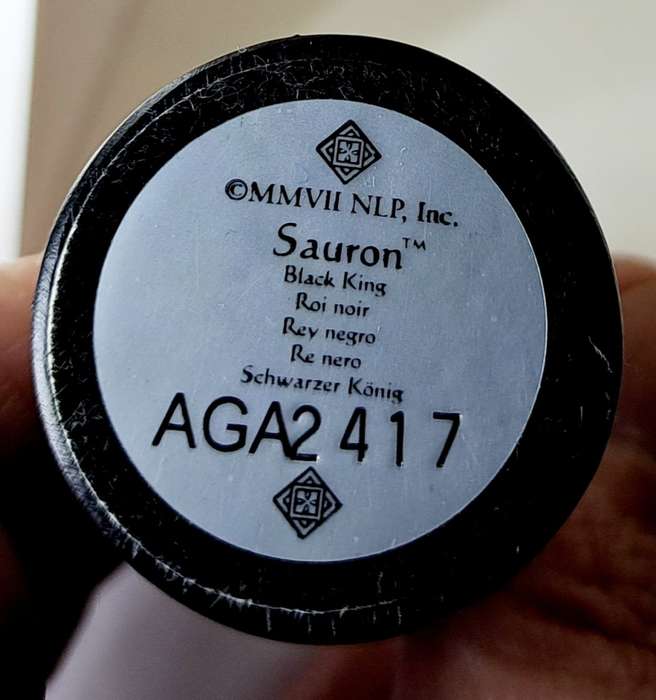 ©MMVII NLP, Inc.
Sauron™
Black King
Roi noir
Rey negro
Re nero
Schwarzer König
AGA2417